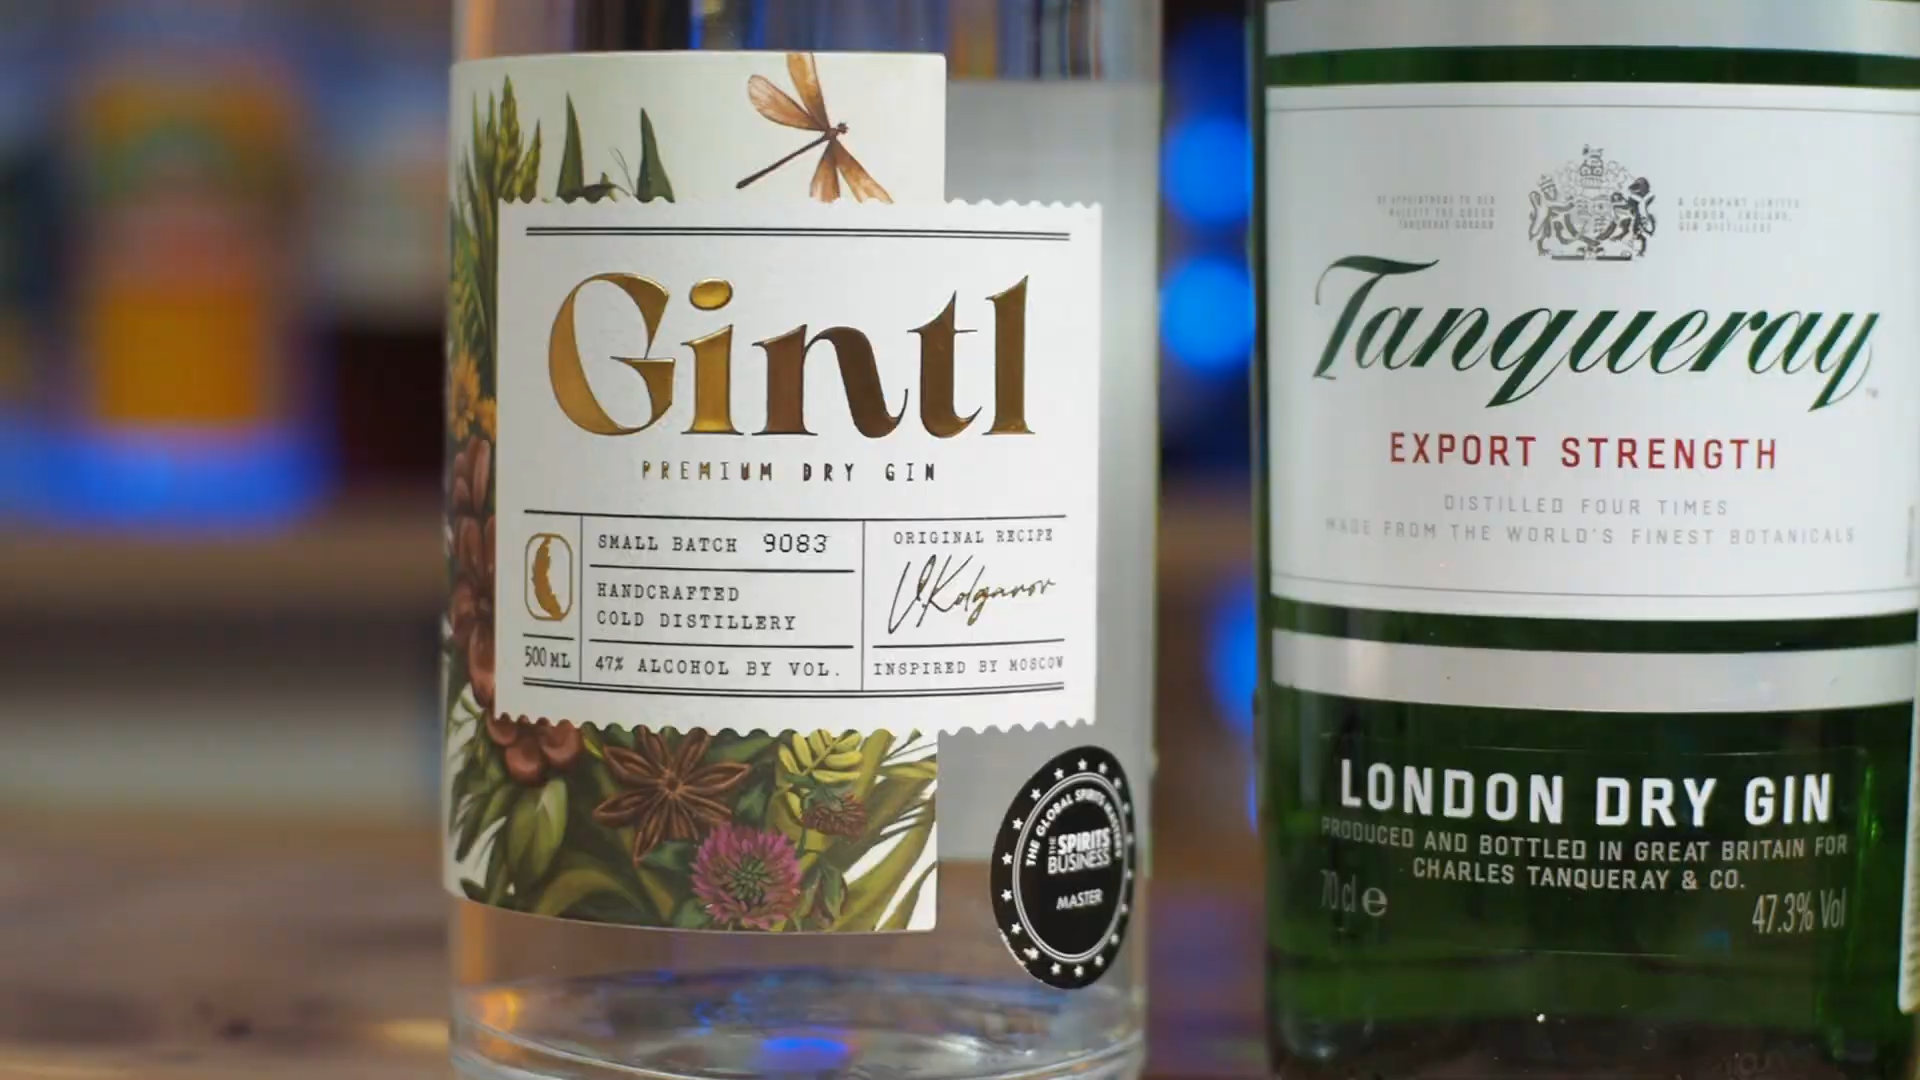 Gintl
PREMIUM DRY GIN
SMALL BATCH 9083
HANDCRAFTED
COLD DISTILLERY
500 ML
47% ALCOHOL BY VOL.
ORIGINAL RECIPE
V.Kolganov
INSPIRED BY MOSCOW
THE GLOBAL SPIRITS MASTERS
THE SPIRITS
BUSINESS
MASTER
Tanqueray
EXPORT STRENGTH
DISTILLED FOUR TIMES
MADE FROM THE WORLD'S FINEST BOTANICALS
LONDON DRY GIN
PRODUCED AND BOTTLED IN GREAT BRITAIN FOR
CHARLES TANQUERAY & CO.
70 cl e
47.3% Vol